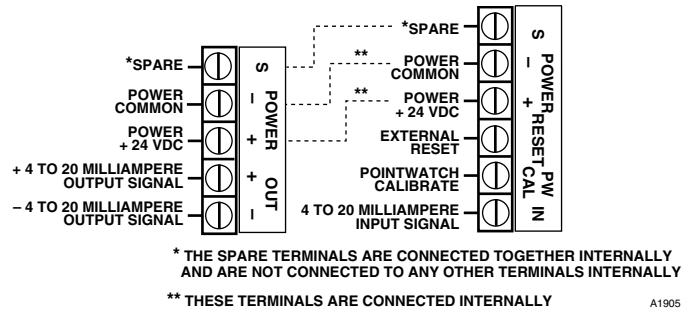 *SPARE
POWER
COMMON
POWER
+ 24 VDC
+ 4 TO 20 MILLIAMPERE
OUTPUT SIGNAL
– 4 TO 20 MILLIAMPERE
OUTPUT SIGNAL
S
– POWER +
+ OUT –
**
**
*SPARE
POWER
COMMON
POWER
+ 24 VDC
EXTERNAL
RESET
POINTWATCH
CALIBRATE
4 TO 20 MILLIAMPERE
INPUT SIGNAL
S
– POWER +
RESET
PW
CAL
IN
* THE SPARE TERMINALS ARE CONNECTED TOGETHER INTERNALLY
AND ARE NOT CONNECTED TO ANY OTHER TERMINALS INTERNALLY
** THESE TERMINALS ARE CONNECTED INTERNALLY
A1905